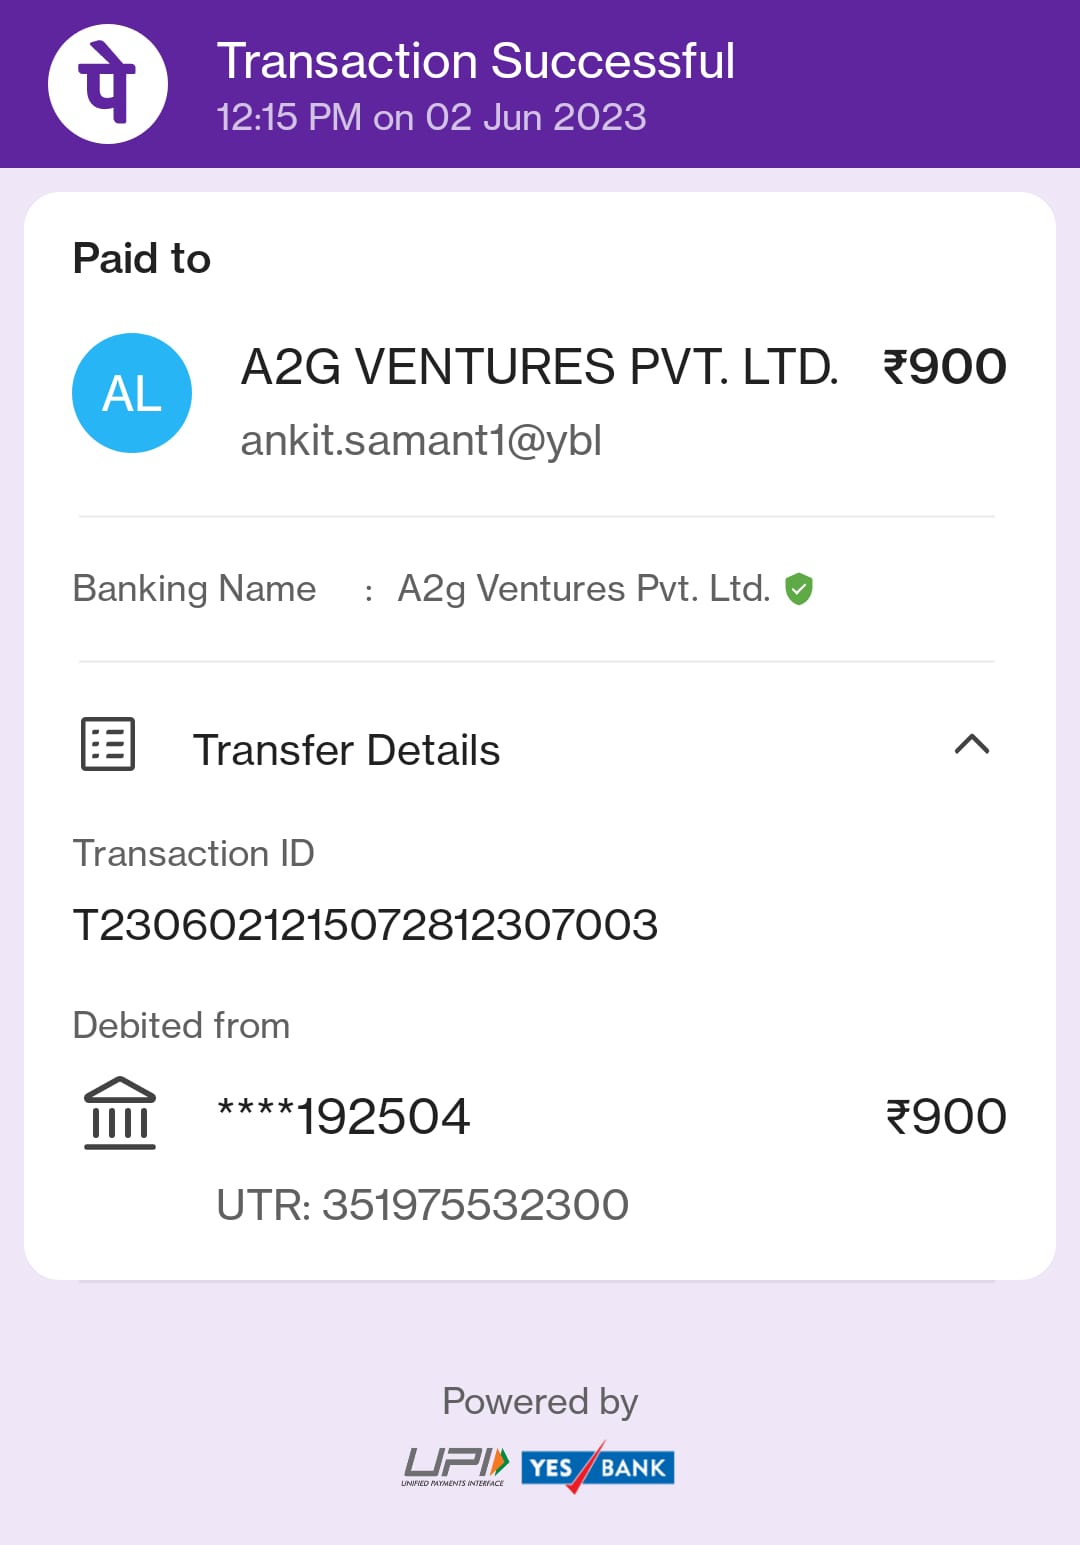 पे
Transaction Successful
12:15 PM on 02 Jun 2023
Paid to
AL
A2G VENTURES PVT. LTD. ₹900
ankit.samant1@ybl
Banking Name : A2g Ventures Pvt. Ltd.
Transfer Details
Transaction ID
T2306021215072812307003
Debited from
****192504 ₹900
UTR: 351975532300
Powered by
UPI
UNIFIED PAYMENTS INTERFACE
YES BANK